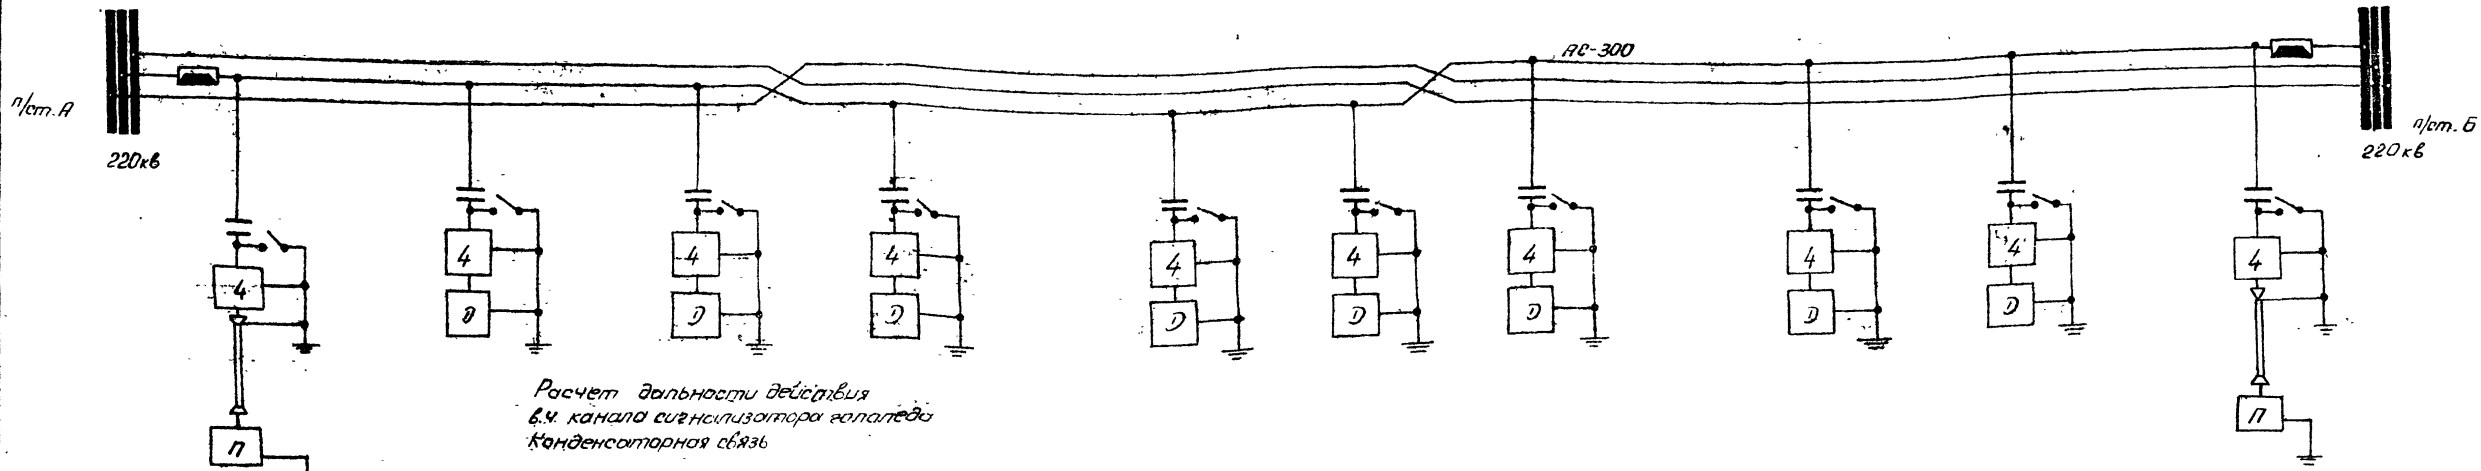 АС-300
п/ст. А
п/ст. Б
220кв
220кв
4
4
4
4
4
4
4
4
4
4
D
D
D
D
D
D
D
D
Расчет дальности действия
в.ч. канала сигнализатора гололеда
Конденсаторная связь
П
П